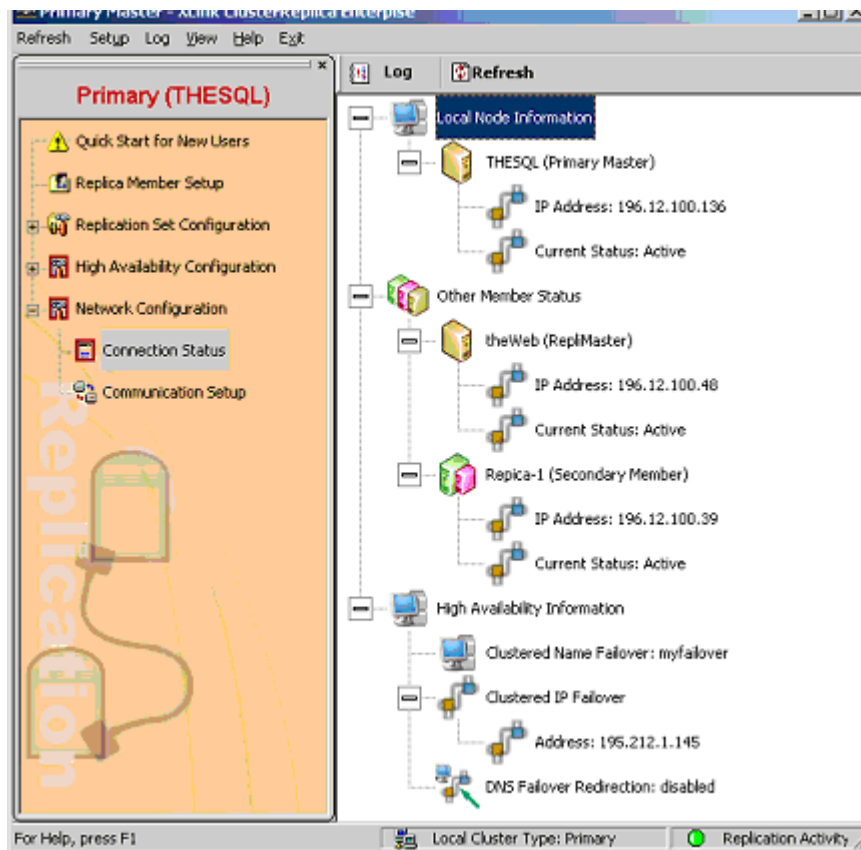 Primary Master - XLink ClusterReplica Enterpise
Refresh Setup Log View Help Exit
Primary (THESQL)
Quick Start for New Users
Replica Member Setup
Replication Set Configuration
High Availability Configuration
Network Configuration
Connection Status
Communication Setup
Replication
Log Refresh
Local Node Information
THESQL (Primary Master)
IP Address: 196.12.100.136
Current Status: Active
Other Member Status
theWeb (RepliMaster)
IP Address: 196.12.100.48
Current Status: Active
Repica-1 (Secondary Member)
IP Address: 196.12.100.39
Current Status: Active
High Availability Information
Clustered Name Failover: myfailover
Clustered IP Failover
Address: 195.212.1.145
DNS Failover Redirection: disabled
For Help, press F1
Local Cluster Type: Primary
Replication Activity